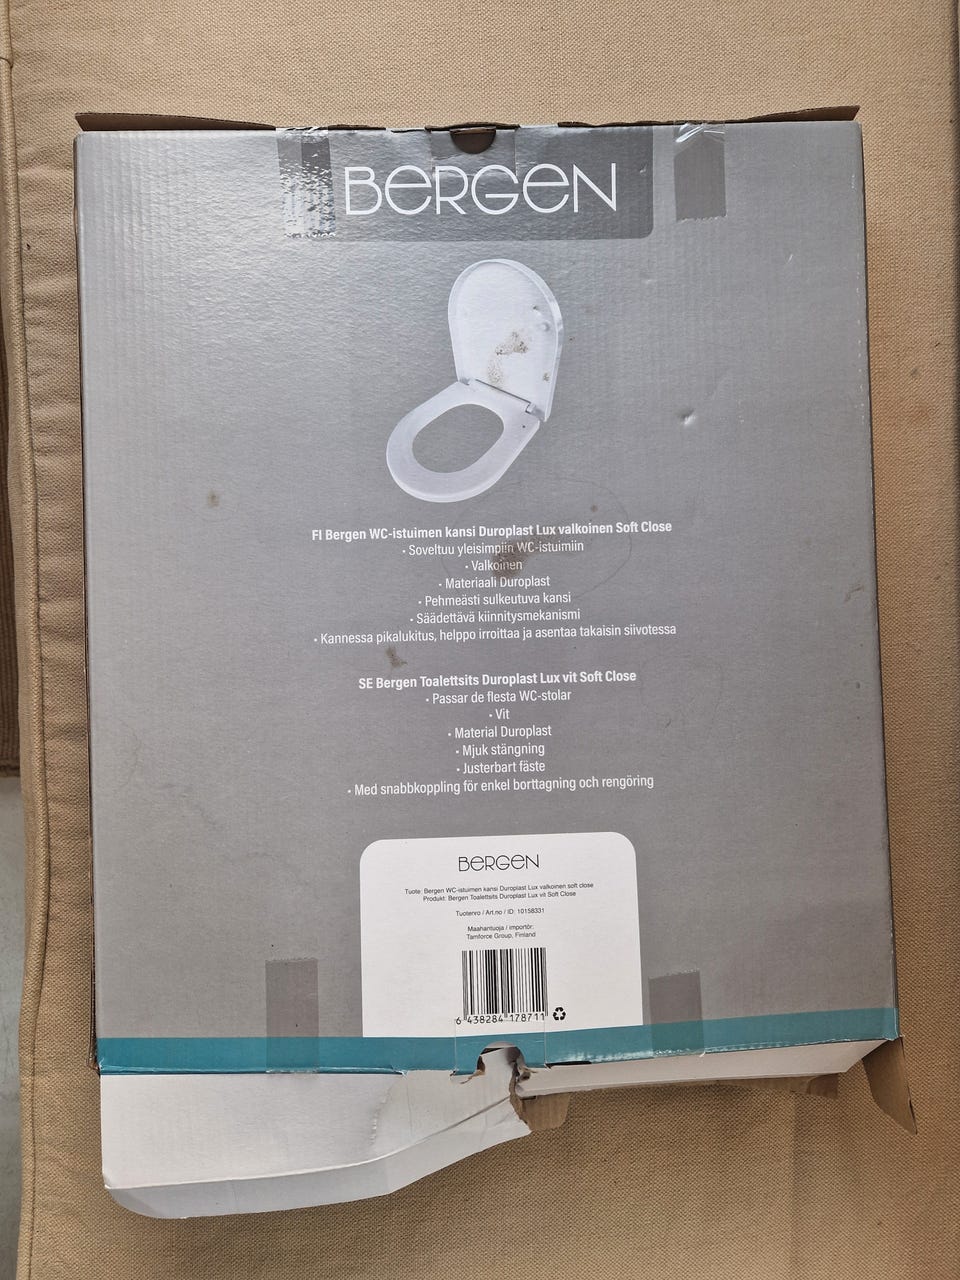 BERGEN
FI Bergen WC-istuimen kansi Duroplast Lux valkoinen Soft Close
• Soveltuu yleisimpiin WC-istuimiin
• Valkoinen
• Materiaali Duroplast
• Pehmeästi sulkeutuva kansi
• Säädettävä kiinnitysmekanismi
• Kannessa pikalukitus, helppo irroittaa ja asentaa takaisin siivotessa
SE Bergen Toalettsits Duroplast Lux vit Soft Close
• Passar de flesta WC-stolar
• Vit
• Material Duroplast
• Mjuk stängning
• Justerbart fäste
• Med snabbkoppling för enkel borttagning och rengöring
BERGEN
Tuote: Bergen WC-istuimen kansi Duroplast Lux valkoinen soft close
Produkt: Bergen Toalettsits Duroplast Lux vit Soft Close
Tuotenro / Art.no / ID: 10158331
Maahantuoja / importör:
Tamforce Group, Finland
6 438284 178711